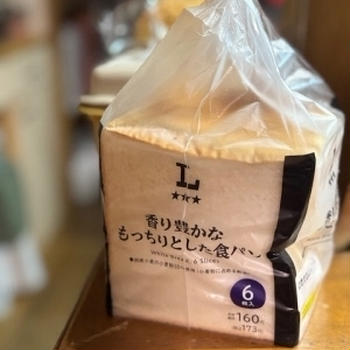 L
★★★
香り豊かな
もっちりとした食パン
White Bread 6 Slices
6
枚入
160
173